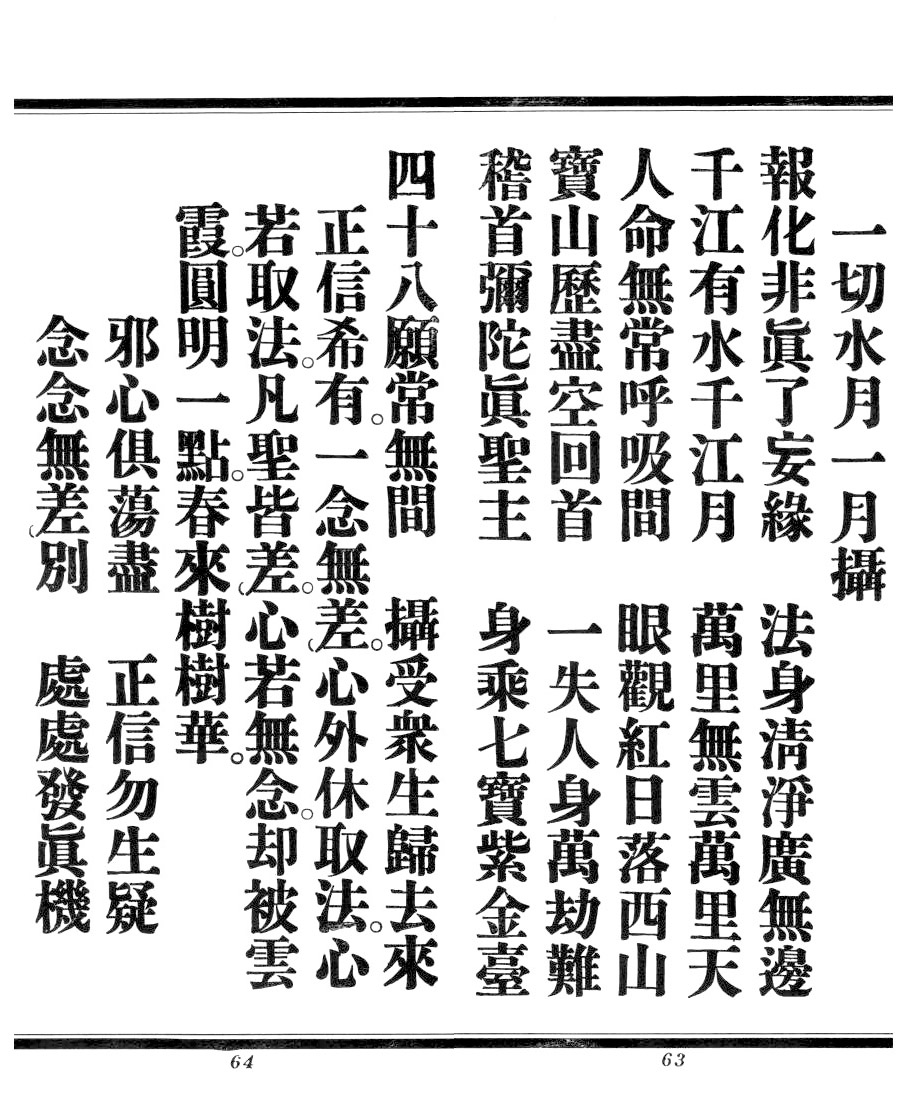 一切水月一月攝
報化非眞了妄緣　法身淸淨廣無邊
千江有水千江月　萬里無雲萬里天
人命無常呼吸間　眼觀紅日落西山
寶山歷盡空回首　一失人身萬劫難
稽首彌陀眞聖主　身乘七寶紫金臺
四十八願常無間　攝受衆生歸去來
正信希有。一念無差。心外休取法。心
若取法。凡聖皆差。心若無念。却被雲
霞。圓明一點。春來樹樹華。
邪心俱蕩盡　正信勿生疑
念念無差別　處處發眞機
63
64